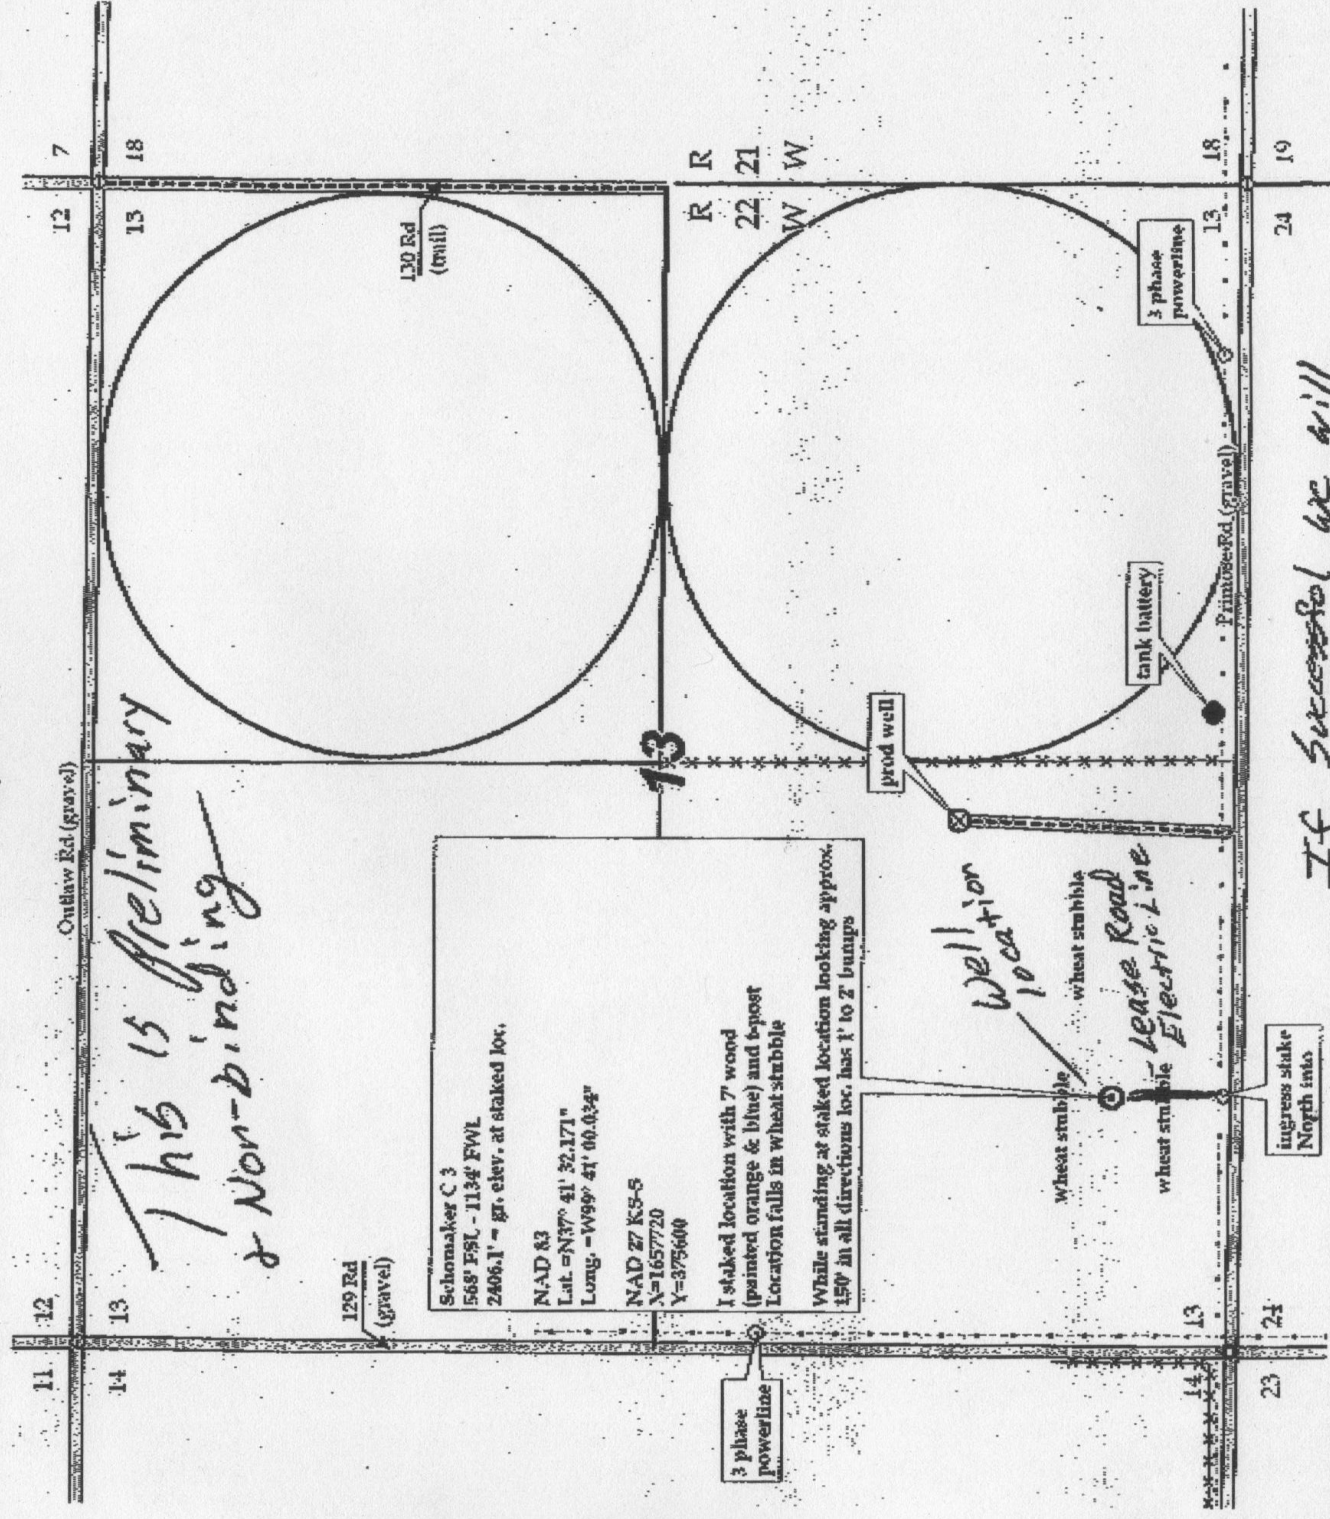 Outlaw Rd (gravel)
This is Preliminary
& Non-binding
11
12
14
13
12
7
13
18
129 Rd
(gravel)
130 Rd
(trail)
Schomaker C 3
568' FSL - 1134' FWL
2406.1' = gr. elev. at staked loc.
NAD 83
Lat. =N37° 41' 32.171"
Long. =W99° 41' 00.034"
NAD 27 KS-S
X=1657720
Y=375600
I staked location with 7' wood
(painted orange & blue) and t-post
Location falls in wheat stubble
While standing at staked location looking approx.
150' in all directions loc. has 1' to 2' bumps
13
R R
22 21
W W
3 phase
powerline
prod well
tank battery
3 phase
powerline
Well
location
wheat stubble
wheat stubble
wheat stubble
Lease Road
Electric Line
Primose Rd (gravel)
ingress stake
North into
14
13
23
24
13
18
24
19
If Successful we will